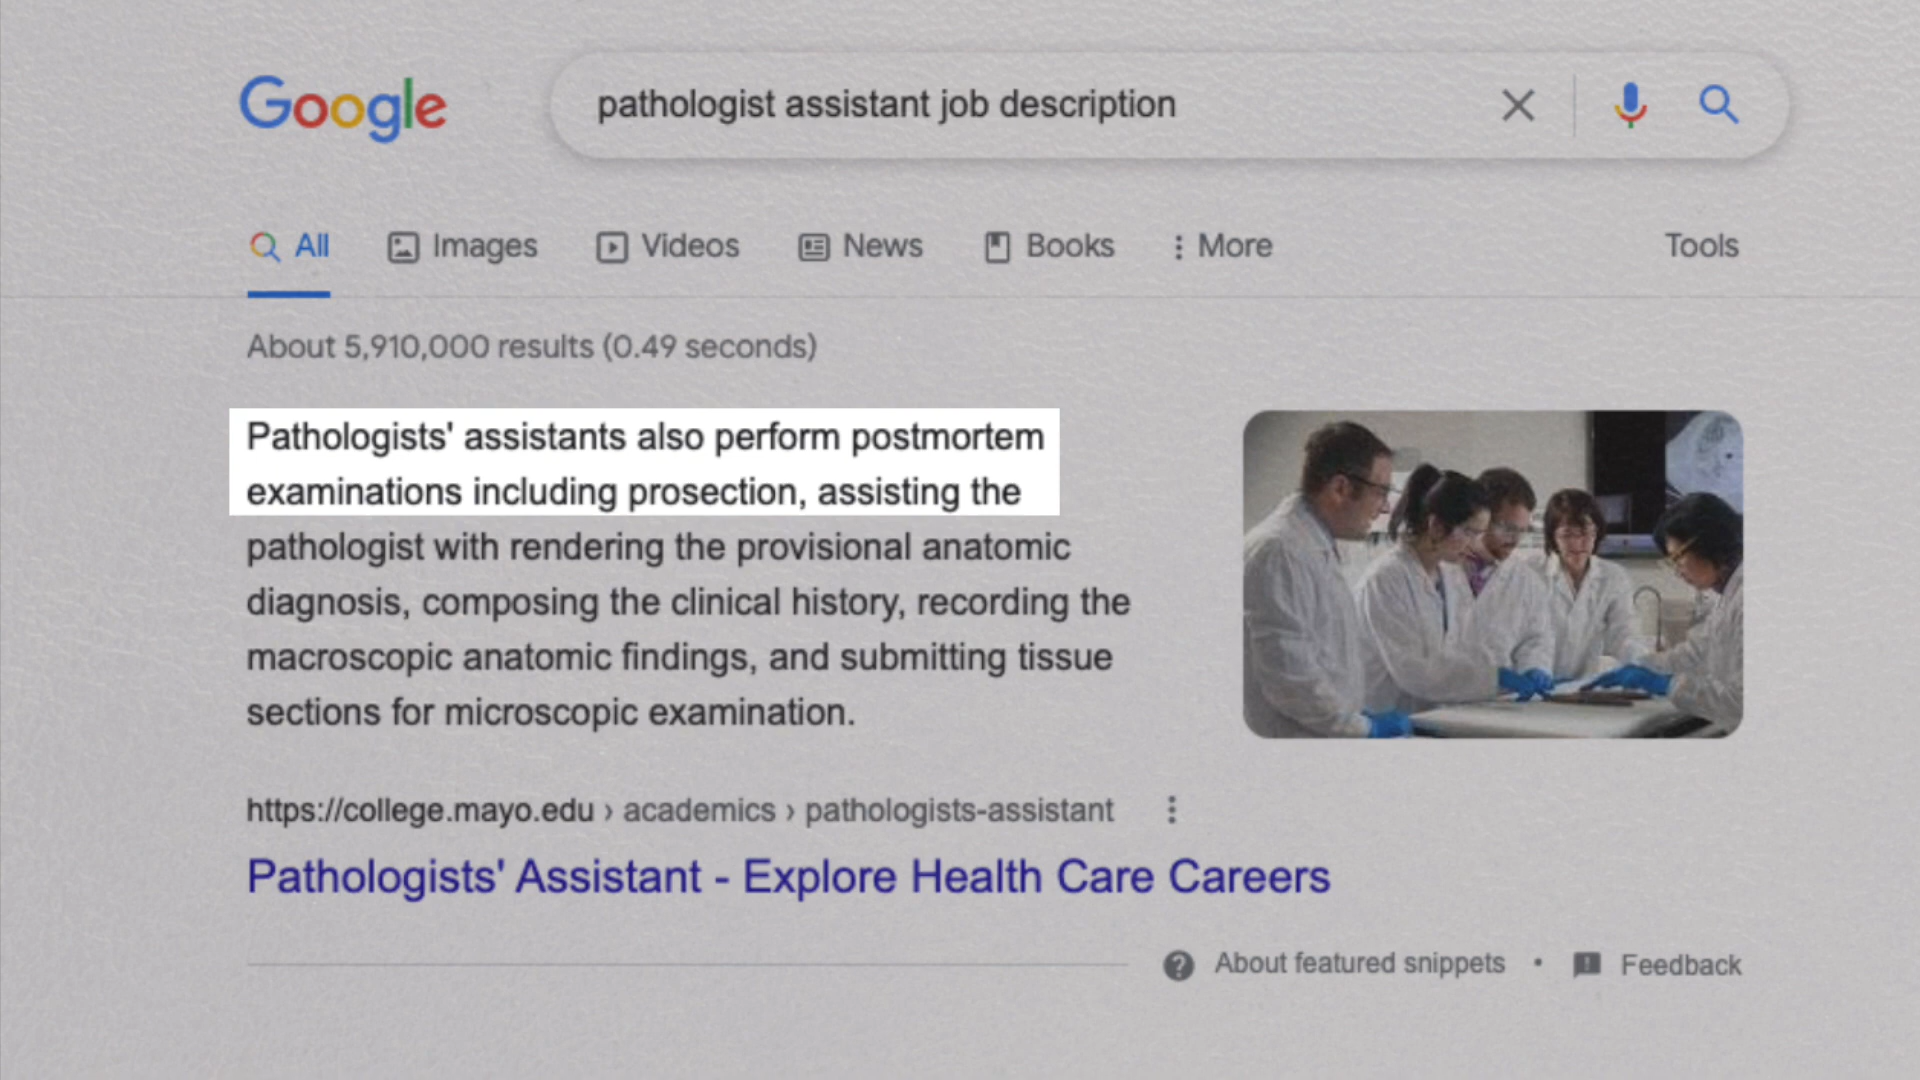 Google
pathologist assistant job description
All Images Videos News Books More Tools
About 5,910,000 results (0.49 seconds)
Pathologists' assistants also perform postmortem
examinations including prosection, assisting the
pathologist with rendering the provisional anatomic
diagnosis, composing the clinical history, recording the
macroscopic anatomic findings, and submitting tissue
sections for microscopic examination.
https://college.mayo.edu › academics › pathologists-assistant
Pathologists' Assistant - Explore Health Care Careers
About featured snippets • Feedback